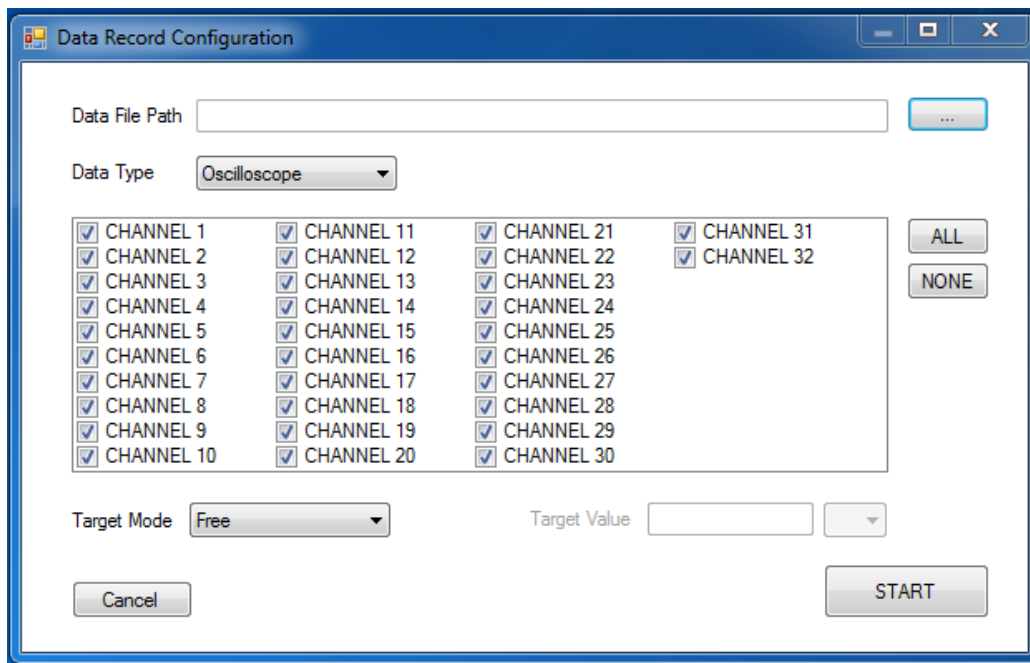 Data Record Configuration
Data File Path ...
Data Type Oscilloscope
CHANNEL 1 CHANNEL 11 CHANNEL 21 CHANNEL 31 ALL
CHANNEL 2 CHANNEL 12 CHANNEL 22 CHANNEL 32
CHANNEL 3 CHANNEL 13 CHANNEL 23 NONE
CHANNEL 4 CHANNEL 14 CHANNEL 24
CHANNEL 5 CHANNEL 15 CHANNEL 25
CHANNEL 6 CHANNEL 16 CHANNEL 26
CHANNEL 7 CHANNEL 17 CHANNEL 27
CHANNEL 8 CHANNEL 18 CHANNEL 28
CHANNEL 9 CHANNEL 19 CHANNEL 29
CHANNEL 10 CHANNEL 20 CHANNEL 30
Target Mode Free Target Value
Cancel START